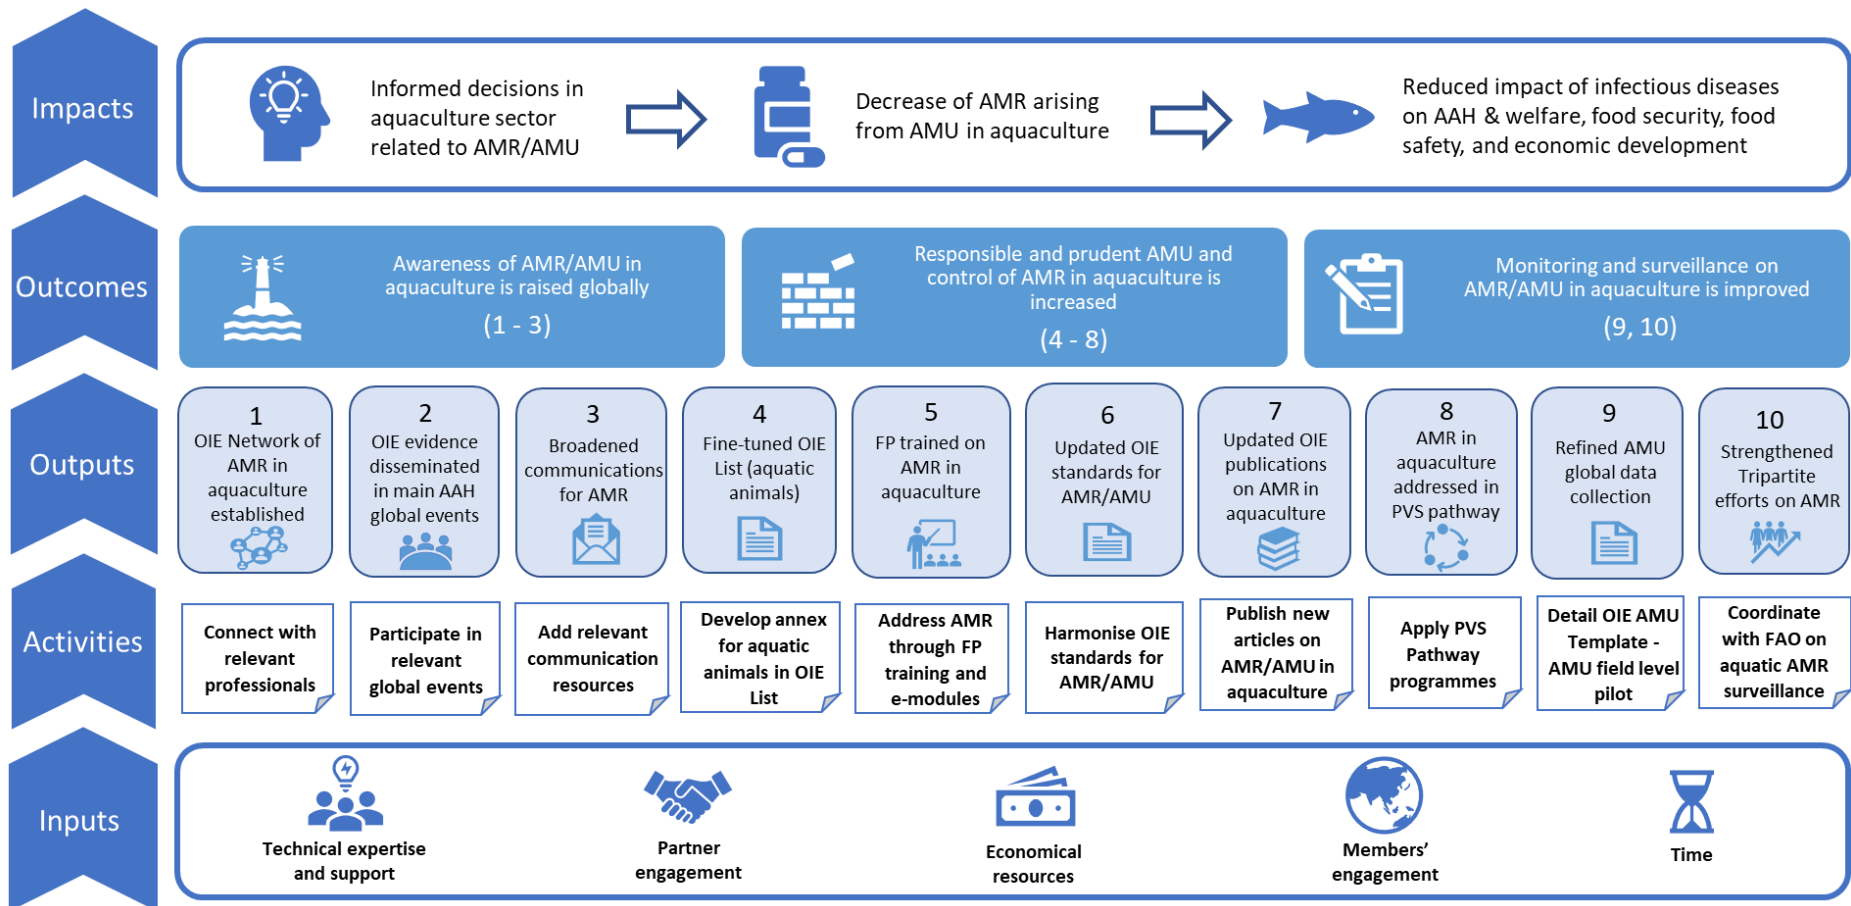 Impacts
Informed decisions in
aquaculture sector
related to AMR/AMU
Decrease of AMR arising
from AMU in aquaculture
Reduced impact of infectious diseases
on AAH & welfare, food security, food
safety, and economic development
Outcomes
Awareness of AMR/AMU in
aquaculture is raised globally
(1 - 3)
Responsible and prudent AMU and
control of AMR in aquaculture is
increased
(4 - 8)
Monitoring and surveillance on
AMR/AMU in aquaculture is improved
(9, 10)
Outputs
1
OIE Network of
AMR in
aquaculture
established
2
OIE evidence
disseminated
in main AAH
global events
3
Broadened
communications
for AMR
4
Fine-tuned OIE
List (aquatic
animals)
5
FP trained on
AMR in
aquaculture
6
Updated OIE
standards for
AMR/AMU
7
Updated OIE
publications
on AMR in
aquaculture
8
AMR in
aquaculture
addressed in
PVS pathway
9
Refined AMU
global data
collection
10
Strengthened
Tripartite
efforts on AMR
Activities
Connect with
relevant
professionals
Participate in
relevant
global events
Add relevant
communication
resources
Develop annex
for aquatic
animals in OIE
List
Address AMR
through FP
training and
e-modules
Harmonise OIE
standards for
AMR/AMU
Publish new
articles on
AMR/AMU in
aquaculture
Apply PVS
Pathway
programmes
Detail OIE AMU
Template -
AMU field level
pilot
Coordinate
with FAO on
aquatic AMR
surveillance
Inputs
Technical expertise
and support
Partner
engagement
Economical
resources
Members'
engagement
Time